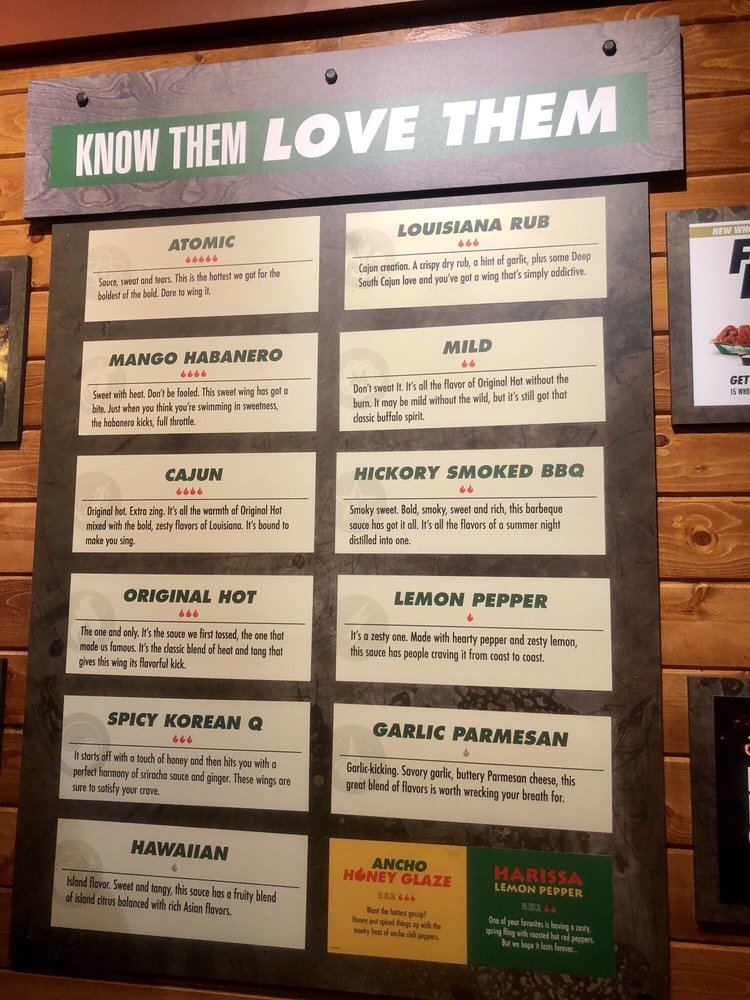 KNOW THEM LOVE THEM
ATOMIC
Sauce, sweat and tears. This is the hottest we got for the
boldest of the bold. Dare to wing it.
MANGO HABANERO
Sweet with heat. Don't be fooled. This sweet wing has got a
bite. Just when you think you're swimming in sweetness,
the habanero kicks, full throttle.
CAJUN
Original hot. Extra zing. It's all the warmth of Original Hot
mixed with the bold, zesty flavors of Louisiana. It's bound to
make you sing.
ORIGINAL HOT
The one and only. It's the sauce we first tossed, the one that
made us famous. It's the classic blend of heat and tang that
gives this wing its flavorful kick.
SPICY KOREAN Q
It starts off with a touch of honey and then hits you with a
perfect harmony of sriracha sauce and ginger. These wings are
sure to satisfy your crave.
HAWAIIAN
Island flavor. Sweet and tangy, this sauce has a fruity blend
of island citrus balanced with rich Asian flavors.
LOUISIANA RUB
Cajun creation. A crispy dry rub, a hint of garlic, plus some Deep
South Cajun love and you've got a wing that's simply addictive.
MILD
Don't sweat It. It's all the flavor of Original Hot without the
burn. It may be mild without the wild, but it's still got that
classic buffalo spirit.
HICKORY SMOKED BBQ
Smoky sweet. Bold, smoky, sweet and rich, this barbeque
sauce has got it all. It's all the flavors of a summer night
distilled into one.
LEMON PEPPER
It's a zesty one. Made with hearty pepper and zesty lemon,
this sauce has people craving it from coast to coast.
GARLIC PARMESAN
Garlic-kicking. Savory garlic, buttery Parmesan cheese, this
great blend of flavors is worth wrecking your breath for.
ANCHO
HONEY GLAZE
Want the hottest gossip?
Honey just spiced things up with the
smoky heat of ancho chili peppers.
HARISSA
LEMON PEPPER
One of your favorites is having a zesty,
spring fling with roasted hot red peppers.
But we hope it lasts forever...
NEW
GET
15